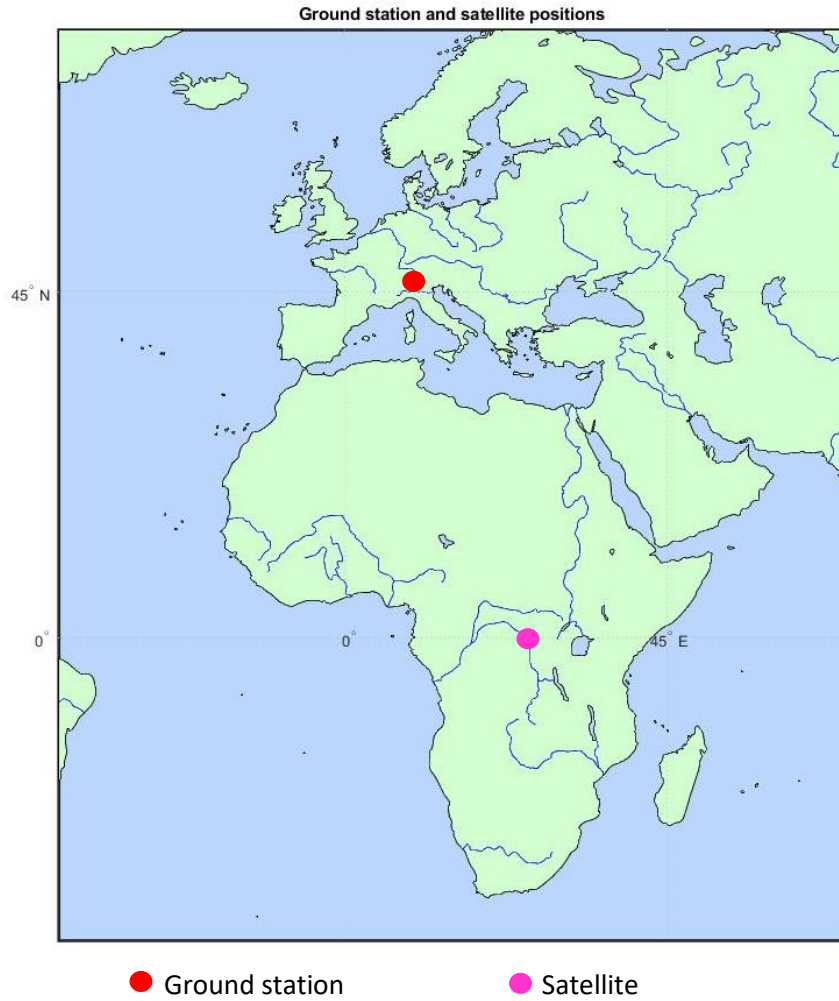 Ground station and satellite positions
45° N
0°
0°
45° E
Ground station
Satellite